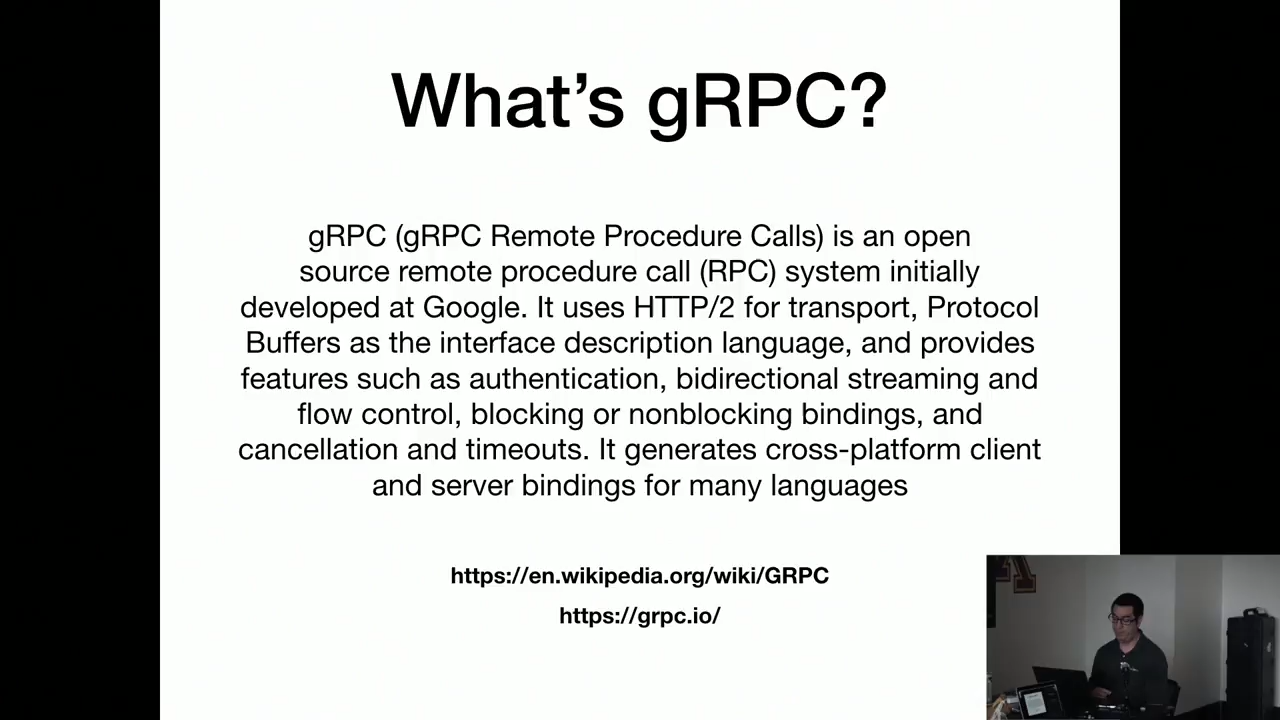 What’s gRPC?
gRPC (gRPC Remote Procedure Calls) is an open
source remote procedure call (RPC) system initially
developed at Google. It uses HTTP/2 for transport, Protocol
Buffers as the interface description language, and provides
features such as authentication, bidirectional streaming and
flow control, blocking or nonblocking bindings, and
cancellation and timeouts. It generates cross-platform client
and server bindings for many languages
https://en.wikipedia.org/wiki/GRPC
https://grpc.io/